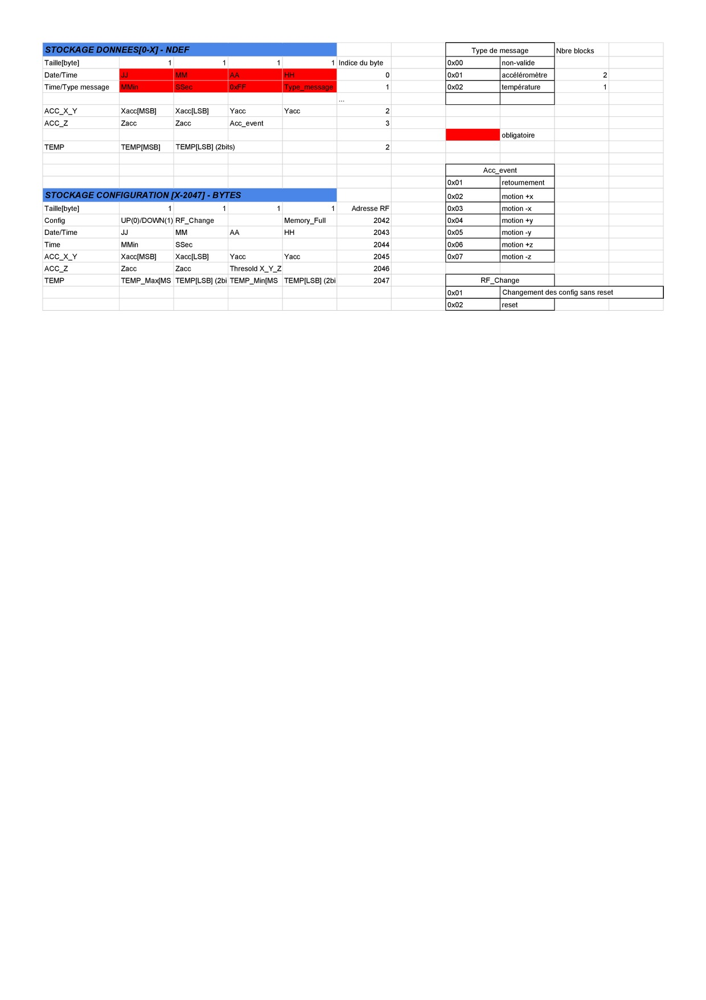 STOCKAGE DONNEES[0-X] - NDEF
Type de message Nbre blocks
Taille[byte] 1 1 1 1 Indice du byte
0x00 non-valide
Date/Time JJ MM AA HH 0
0x01 accéléromètre 2
Time/Type message MMin SSec 0xFF Type_message 1
0x02 température 1
...
ACC_X_Y Xacc[MSB] Xacc[LSB] Yacc Yacc 2
ACC_Z Zacc Zacc Acc_event 3
obligatoire
TEMP TEMP[MSB] TEMP[LSB] (2bits) 2
Acc_event
0x01 retournement
STOCKAGE CONFIGURATION [X-2047] - BYTES
0x02 motion +x
Taille[byte] 1 1 1 1 Adresse RF
0x03 motion -x
Config UP(0)/DOWN(1) RF_Change Memory_Full 2042
0x04 motion +y
Date/Time JJ MM AA HH 2043
0x05 motion -y
Time MMin SSec 2044
0x06 motion +z
ACC_X_Y Xacc[MSB] Xacc[LSB] Yacc Yacc 2045
0x07 motion -z
ACC_Z Zacc Zacc Thresold X_Y_Z 2046
TEMP TEMP_Max[MS TEMP[LSB] (2bi TEMP_Min[MS TEMP[LSB] (2bi 2047
RF_Change
0x01 Changement des config sans reset
0x02 reset